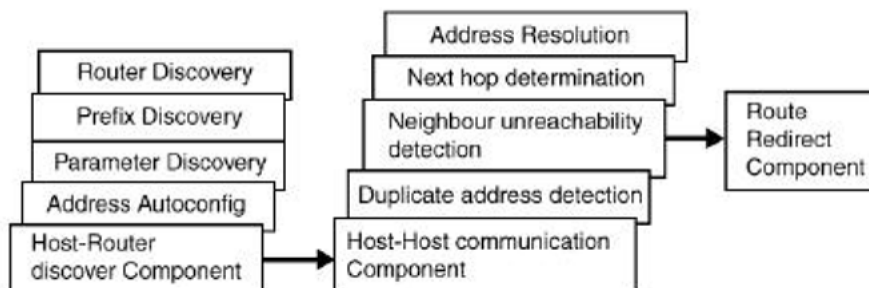 Router Discovery
Prefix Discovery
Parameter Discovery
Address Autoconfig
Host-Router
discover Component
Address Resolution
Next hop determination
Neighbour unreachability
detection
Duplicate address detection
Host-Host communication
Component
Route
Redirect
Component